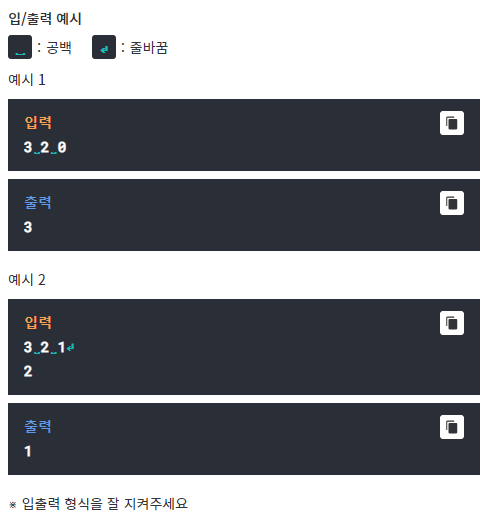 입/출력 예시
␣ : 공백 ↵ : 줄바꿈
예시 1
입력
3␣2␣0
출력
3
예시 2
입력
3␣2␣1↵
2
출력
1
※ 입출력 형식을 잘 지켜주세요